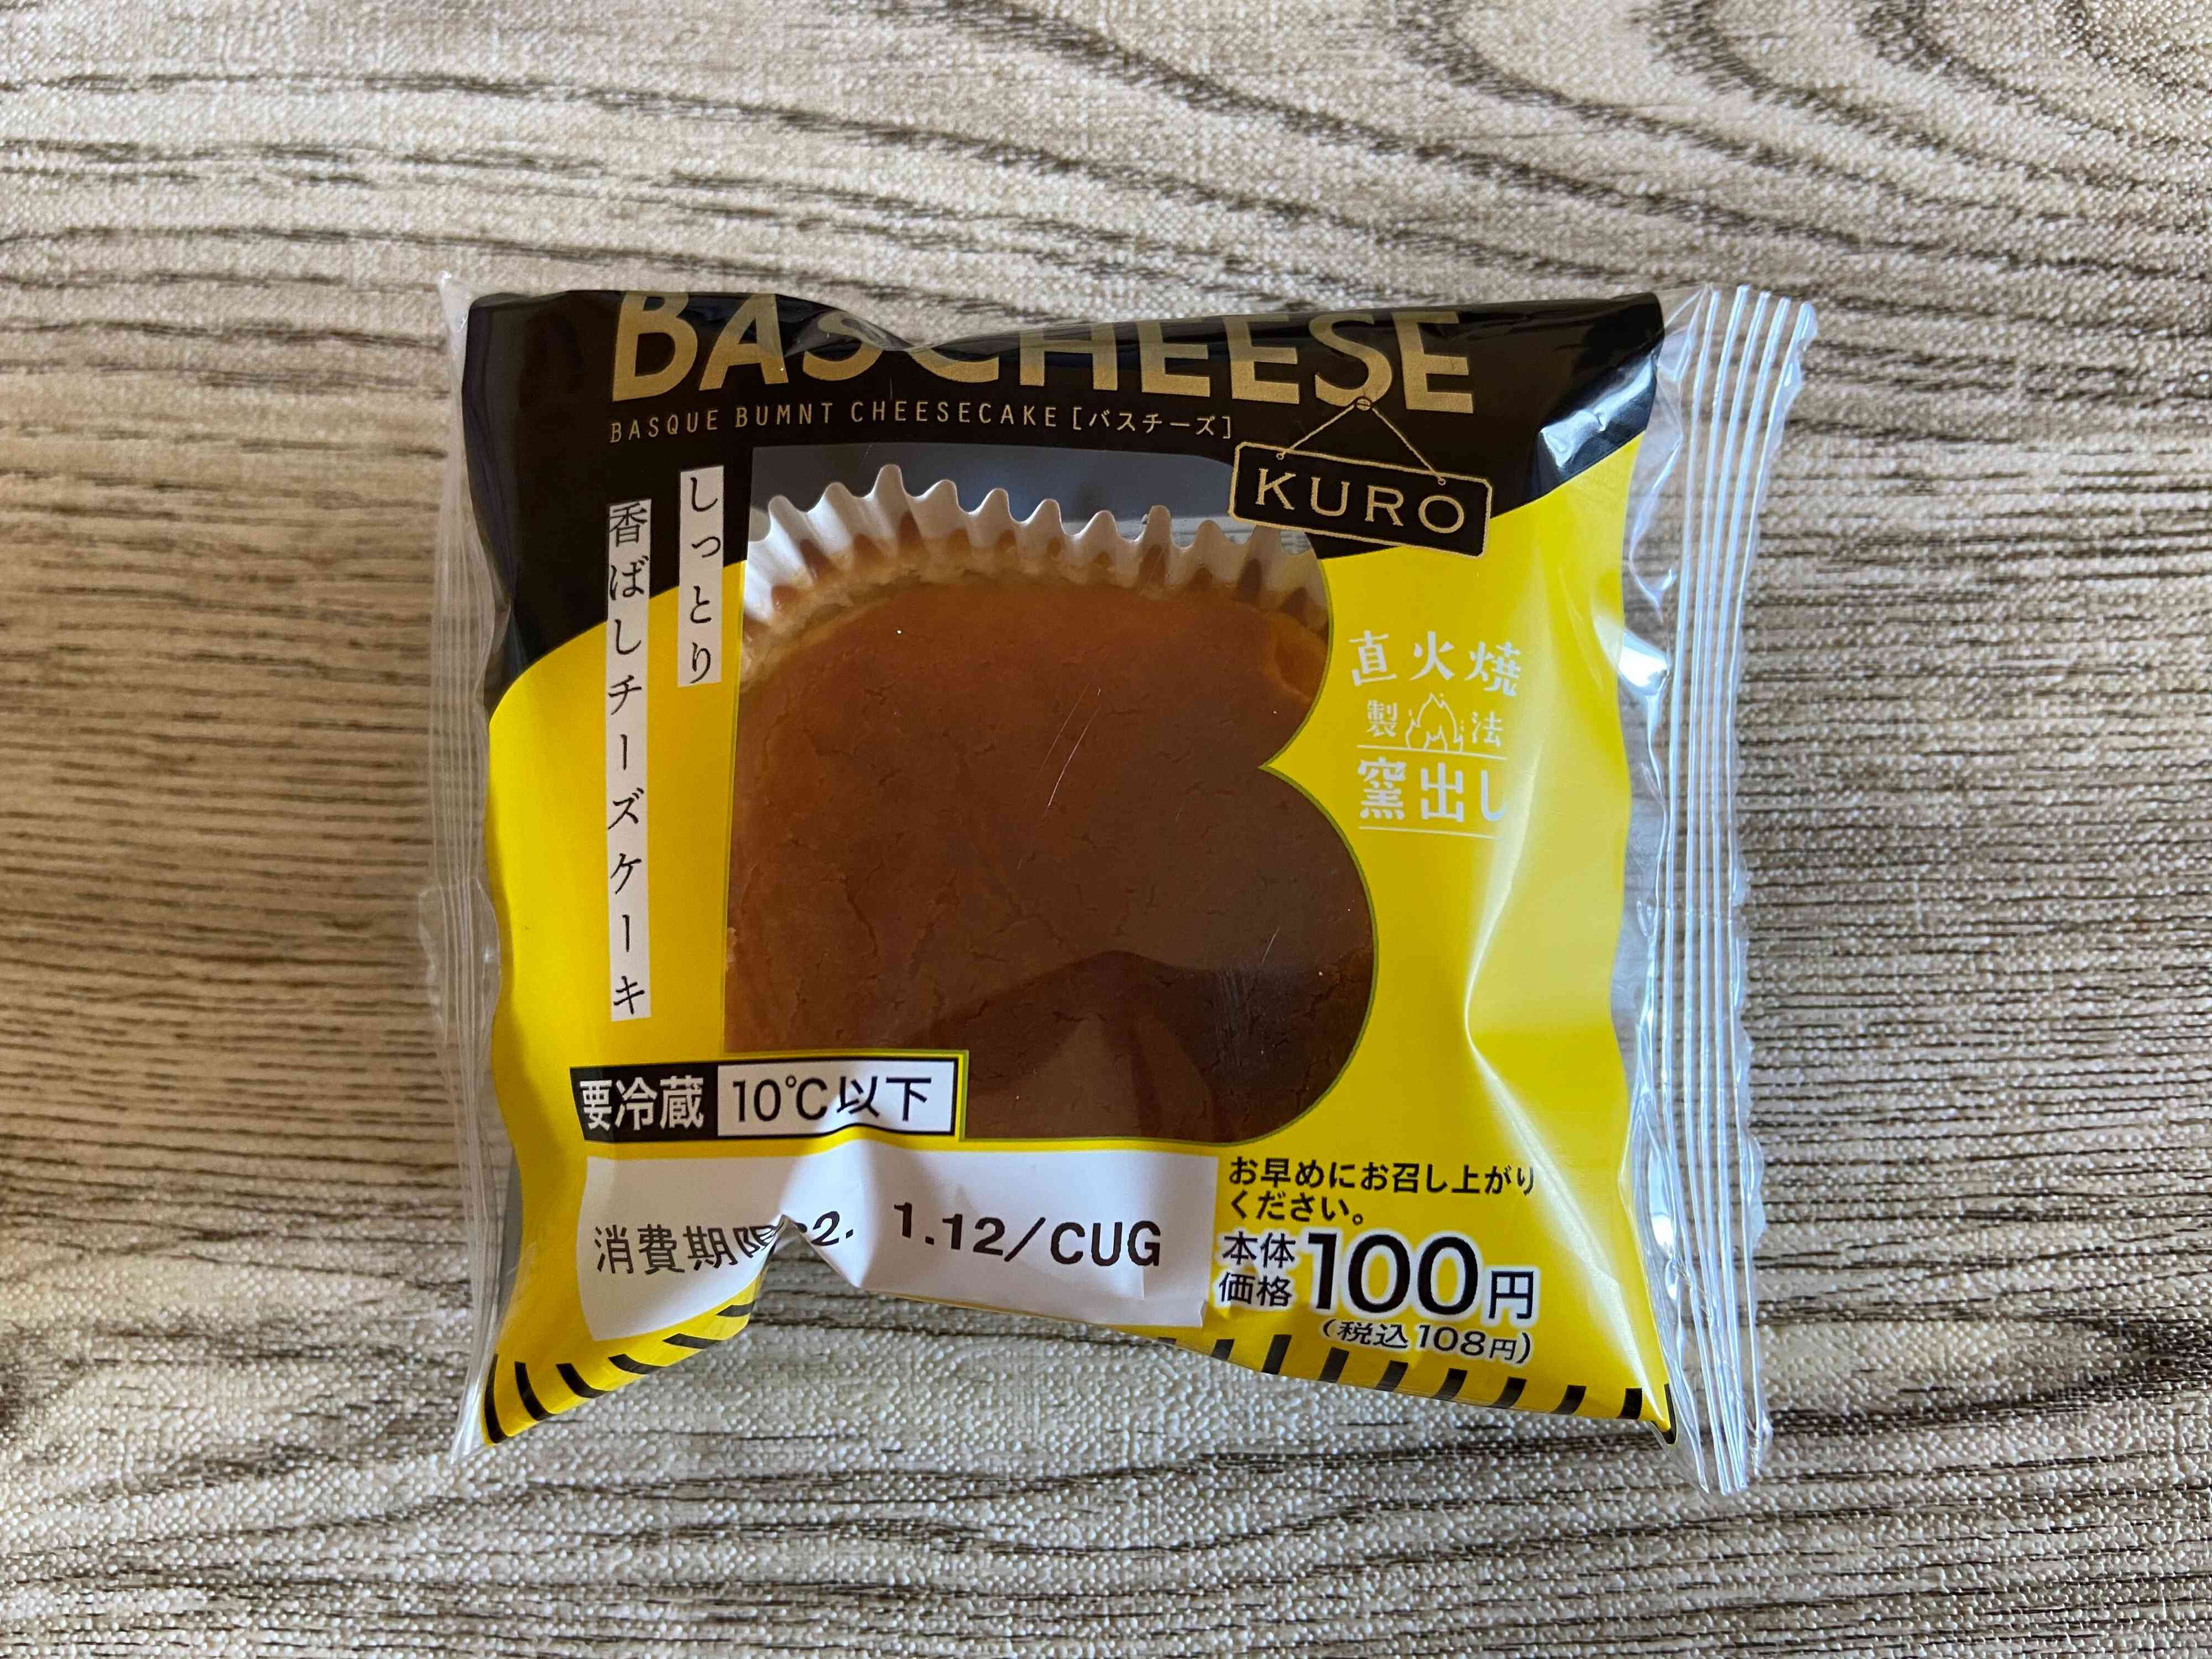 BASCHEESE
BASQUE BUMNT CHEESECAKE [バスチーズ]
KURO
しっとり
香ばしチーズケーキ
直火焼
製法
窯出し
要冷蔵 10℃以下
お早めにお召し上がり
ください。
消費期限 2. 1.12/CUG
本体
価格 100円
(税込108円)